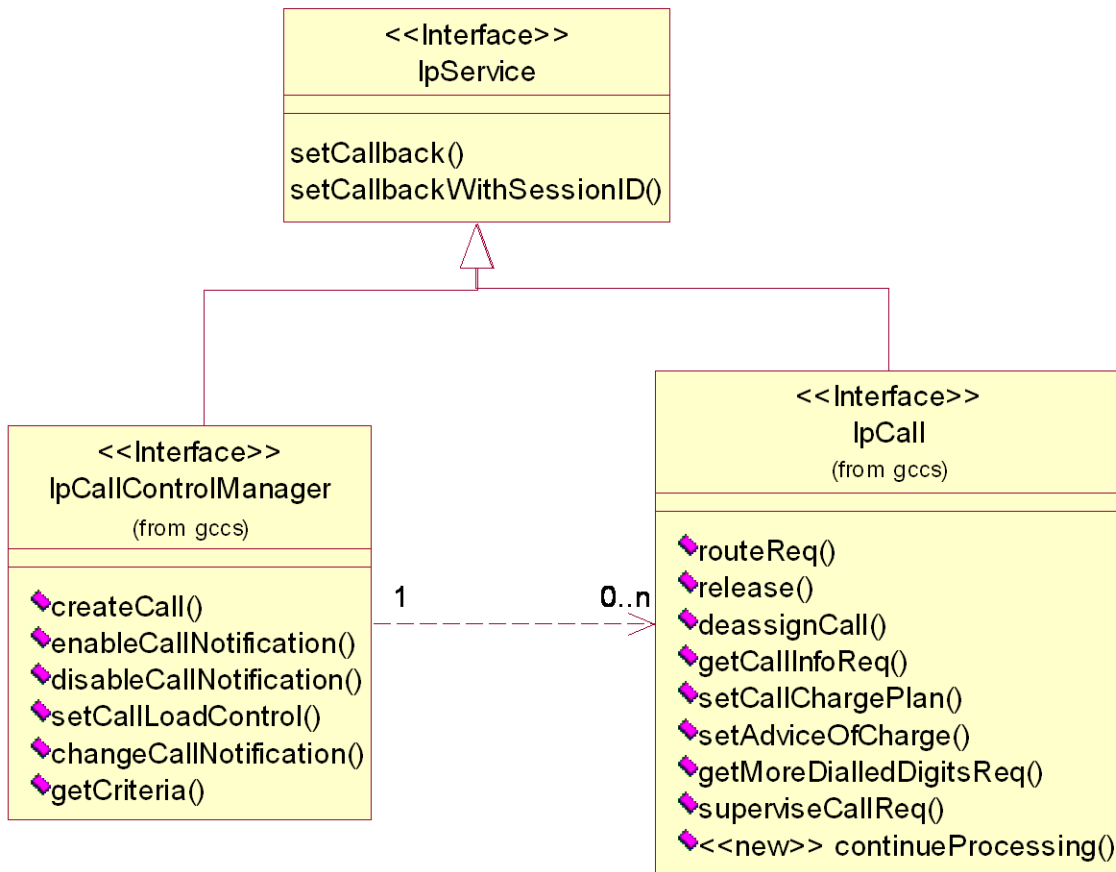 <<Interface>>
IpService
setCallback()
setCallbackWithSessionID()
<<Interface>>
IpCallControlManager
(from gccs)
createCall()
enableCallNotification()
disableCallNotification()
setCallLoadControl()
changeCallNotification()
getCriteria()
1
0..n
<<Interface>>
IpCall
(from gccs)
routeReq()
release()
deassignCall()
getCallInfoReq()
setCallChargePlan()
setAdviceOfCharge()
getMoreDialledDigitsReq()
superviseCallReq()
<<new>> continueProcessing()